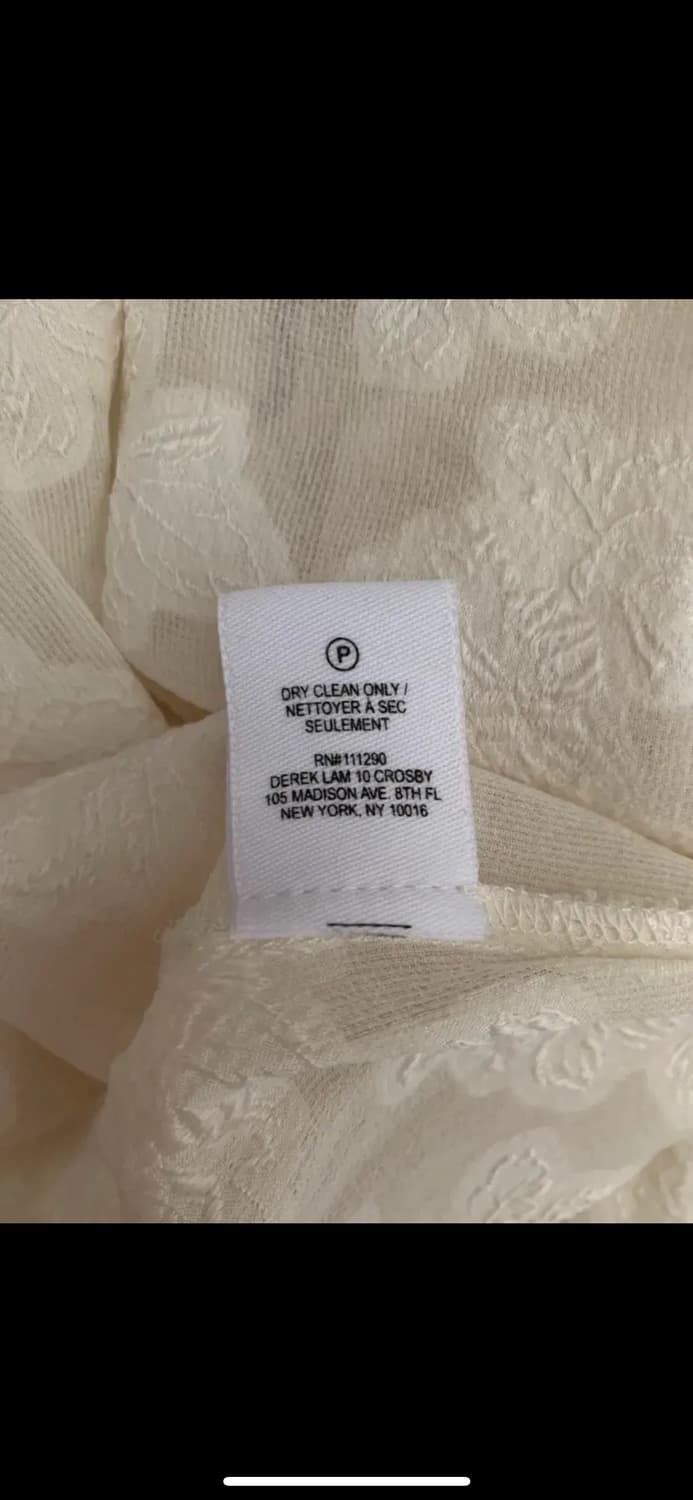 P
DRY CLEAN ONLY /
NETTOYER À SEC
SEULEMENT
RN#111290
DEREK LAM 10 CROSBY
105 MADISON AVE. 8TH FL
NEW YORK, NY 10016